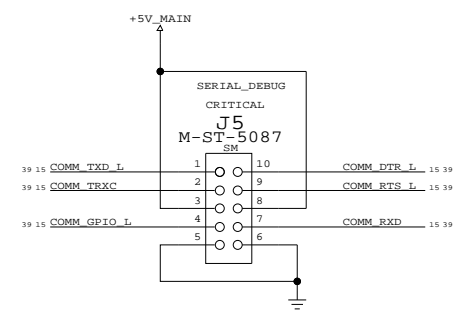 +5V_MAIN
SERIAL_DEBUG
CRITICAL
J5
M-ST-5087
SM
39 15 COMM_TXD_L 1 10 COMM_DTR_L 15 39
39 15 COMM_TRXC 2 9 COMM_RTS_L 15 39
3 8
39 15 COMM_GPIO_L 4 7 COMM_RXD 15 39
5 6